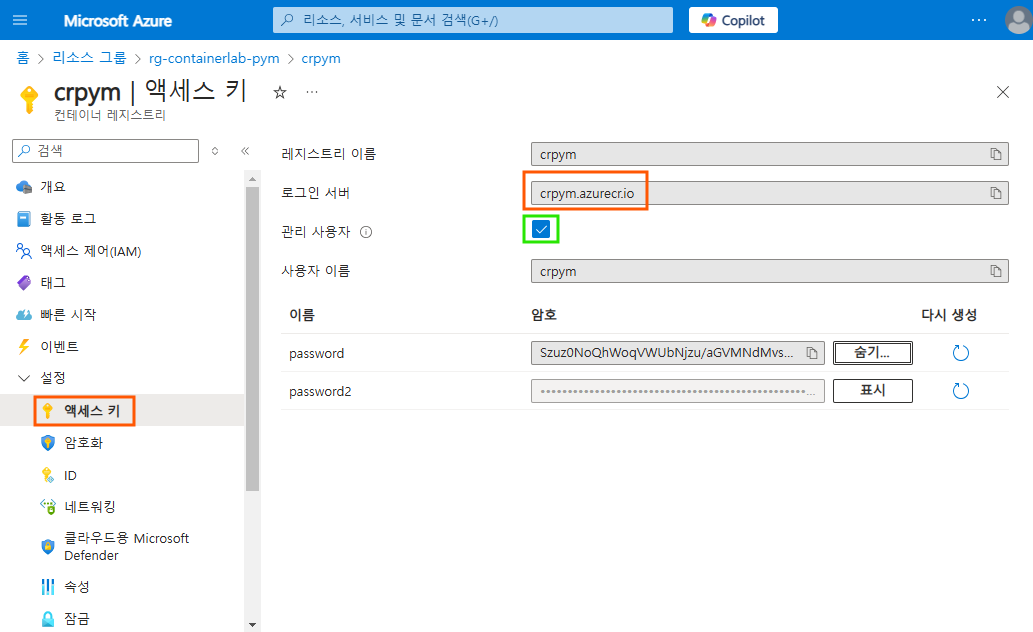 Microsoft Azure
리소스, 서비스 및 문서 검색(G+/)
Copilot
홈 > 리소스 그룹 > rg-containerlab-pym > crpym
crpym | 액세스 키
컨테이너 레지스트리
검색
개요
활동 로그
액세스 제어(IAM)
태그
빠른 시작
이벤트
설정
액세스 키
암호화
ID
네트워킹
클라우드용 Microsoft
Defender
속성
잠금
레지스트리 이름 crpym
로그인 서버 crpym.azurecr.io
관리 사용자
사용자 이름 crpym
이름 암호 다시 생성
password Szuz0NoQhWoqVWUbNjzu/aGVMNdMvs... 숨기...
password2 표시